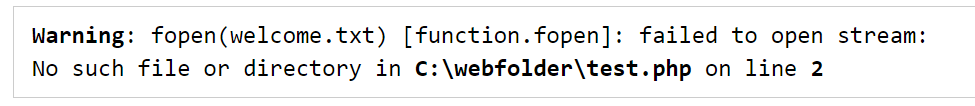 Warning: fopen(welcome.txt) [function.fopen]: failed to open stream:
No such file or directory in C:\webfolder\test.php on line 2